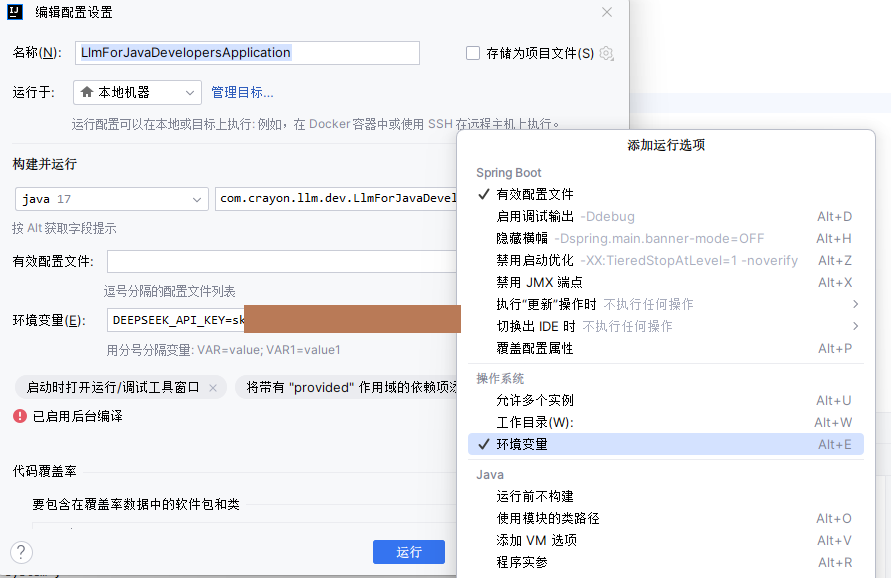 编辑配置设置
名称(N):
LlmForJavaDevelopersApplication
存储为项目文件(S)
运行于:
本地机器
管理目标...
运行配置可以在本地或目标上执行: 例如，在 Docker 容器中或使用 SSH 在远程主机上执行。
构建并运行
java 17
com.crayon.llm.dev.LlmForJavaDevel
按 Alt 获取字段提示
有效配置文件:
逗号分隔的配置文件列表
环境变量(E):
DEEPSEEK_API_KEY=sk
用分号分隔变量: VAR=value; VAR1=value1
启动时打开运行/调试工具窗口
将带有 "provided" 作用域的依赖项添
已启用后台编译
代码覆盖率
要包含在覆盖率数据中的软件包和类
?
运行
添加运行选项
Spring Boot
有效配置文件
启用调试输出 -Ddebug Alt+D
隐藏横幅 -Dspring.main.banner-mode=OFF Alt+H
禁用启动优化 -XX:TieredStopAtLevel=1 -noverify Alt+Z
禁用 JMX 端点 Alt+X
执行“更新”操作时 不执行任何操作
切换出 IDE 时 不执行任何操作
覆盖配置属性 Alt+P
操作系统
允许多个实例 Alt+U
工作目录(W): Alt+W
环境变量 Alt+E
Java
运行前不构建
使用模块的类路径 Alt+O
添加 VM 选项 Alt+V
程序实参 Alt+R